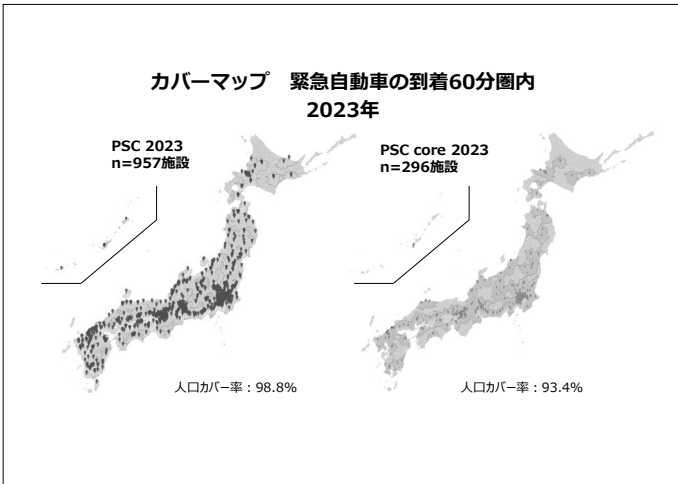 カバーマップ　緊急自動車の到着60分圏内
2023年
PSC 2023
n=957施設
PSC core 2023
n=296施設
人口カバー率：98.8%
人口カバー率：93.4%